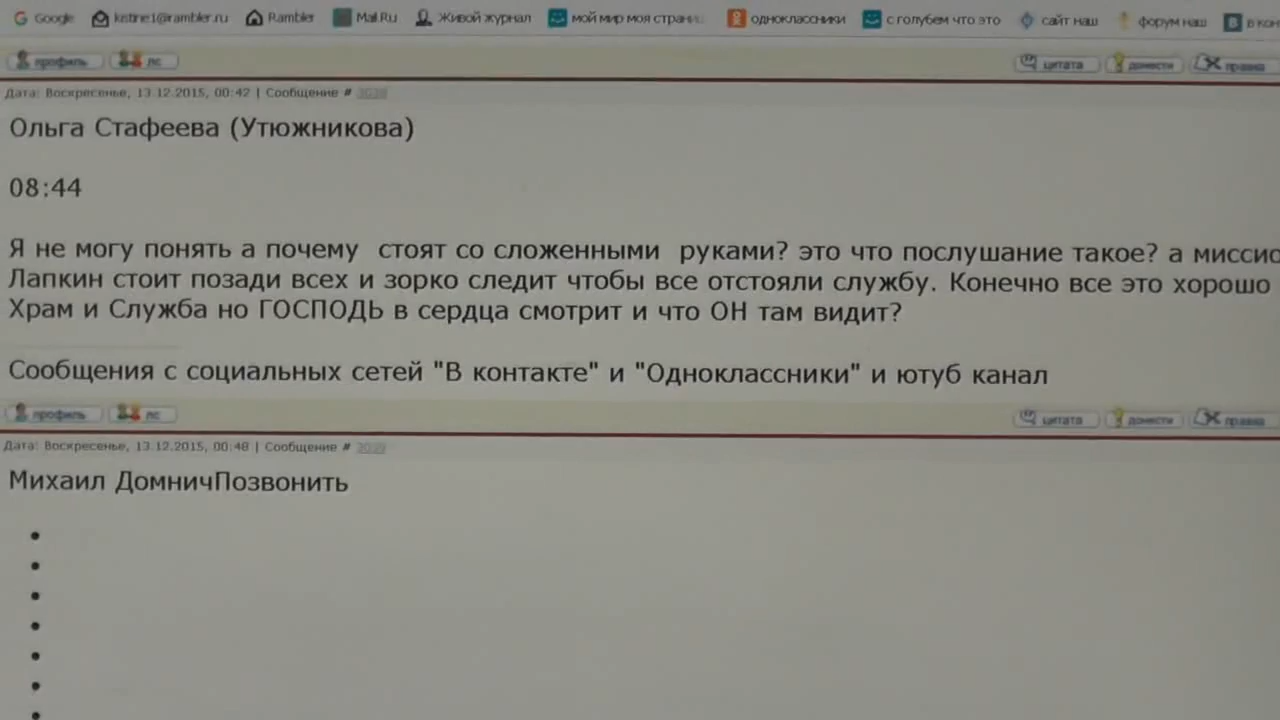 Google kistine1@rambler.ru Rambler Mail.Ru Живой журнал мой мир моя страни одноклассники с голубем что это сайт наш форум наш в кон
профиль лс цитата донести правка
Дата: Воскресенье, 13.12.2015, 00:42 | Сообщение #
Ольга Стафеева (Утюжникова)
08:44
Я не могу понять а почему стоят со сложенными руками? это что послушание такое? а миссио
Лапкин стоит позади всех и зорко следит чтобы все отстояли службу. Конечно все это хорошо
Храм и Служба но ГОСПОДЬ в сердца смотрит и что ОН там видит?
Сообщения с социальных сетей "В контакте" и "Одноклассники" и ютуб канал
профиль лс цитата донести правка
Дата: Воскресенье, 13.12.2015, 00:48 | Сообщение #
Михаил ДомничПозвонить